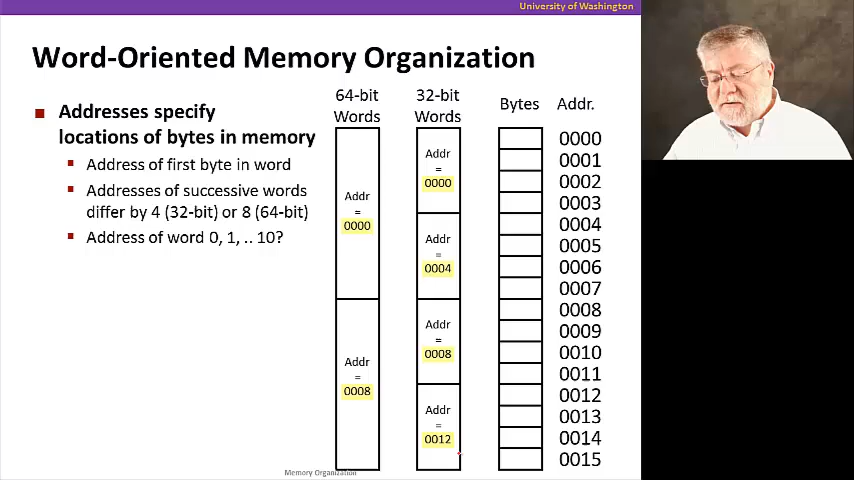 University of Washington
Word-Oriented Memory Organization
Addresses specify
locations of bytes in memory
Address of first byte in word
Addresses of successive words
differ by 4 (32-bit) or 8 (64-bit)
Address of word 0, 1, .. 10?
64-bit
Words
Addr
=
0000
Addr
=
0008
32-bit
Words
Addr
=
0000
Addr
=
0004
Addr
=
0008
Addr
=
0012
Bytes
Addr.
0000
0001
0002
0003
0004
0005
0006
0007
0008
0009
0010
0011
0012
0013
0014
0015
Memory Organization